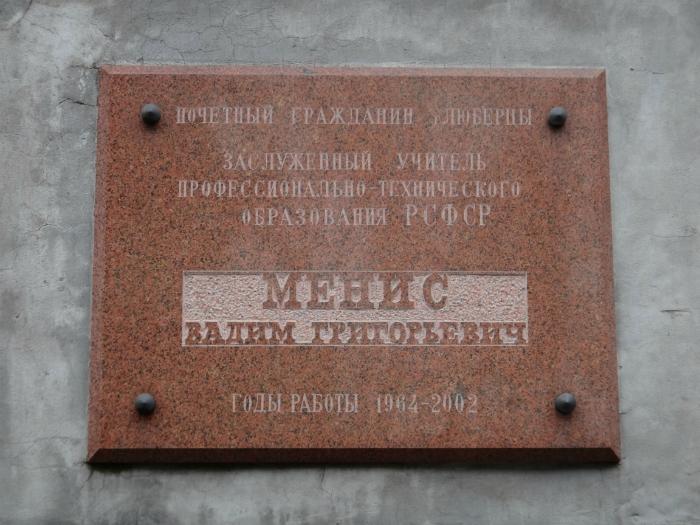 ПОЧЕТНЫЙ ГРАЖДАНИН г.ЛЮБЕРЦЫ
ЗАСЛУЖЕННЫЙ УЧИТЕЛЬ
ПРОФЕССИОНАЛЬНО-ТЕХНИЧЕСКОГО
ОБРАЗОВАНИЯ РСФСР
МЕНИС
ВАДИМ ГРИГОРЬЕВИЧ
ГОДЫ РАБОТЫ 1964-2002